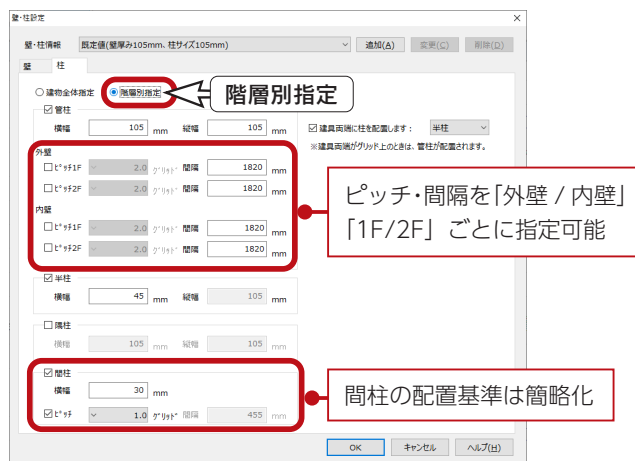 壁・柱設定
壁・柱情報 既定値(壁厚み105mm、柱サイズ105mm) 追加(A) 変更(C) 削除(D)
壁 柱
建物全体指定 階層別指定 階層別指定
管柱
横幅 105 mm 縦幅 105 mm 建具両端に柱を配置します： 半柱
※建具両端がグリッド上のときは、管柱が配置されます。
外壁
ピッチ1F 2.0 グリッド 間隔 1820 mm
ピッチ2F 2.0 グリッド 間隔 1820 mm
内壁
ピッチ1F 2.0 グリッド 間隔 1820 mm
ピッチ2F 2.0 グリッド 間隔 1820 mm
ピッチ・間隔を「外壁 / 内壁」
「1F/2F」ごとに指定可能
半柱
横幅 45 mm 縦幅 105 mm
隅柱
横幅 105 mm 縦幅 105 mm
間柱
横幅 30 mm
ピッチ 1.0 グリッド 間隔 455 mm
間柱の配置基準は簡略化
OK キャンセル ヘルプ(H)